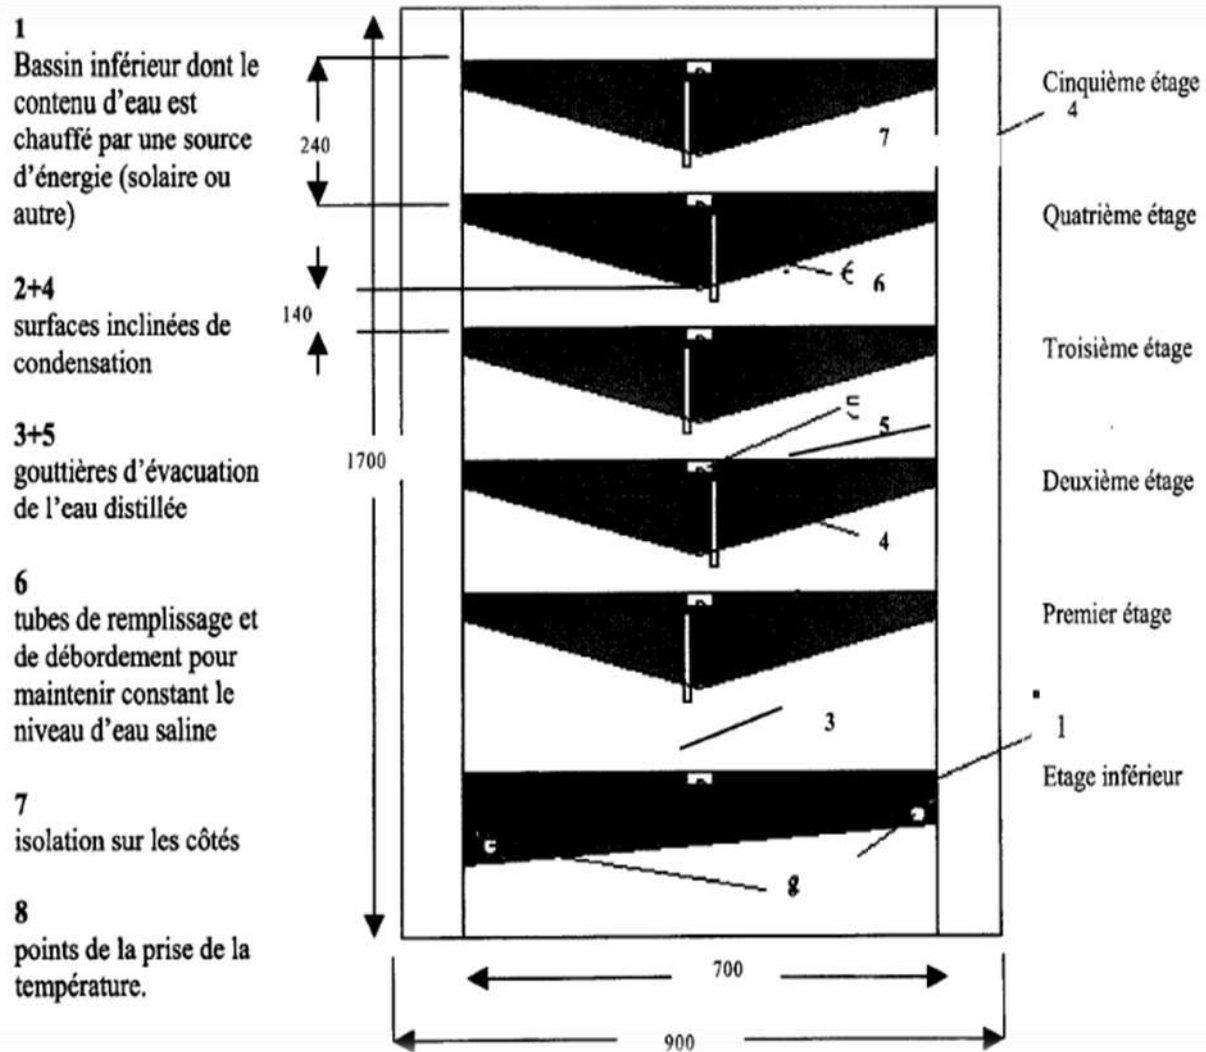 1
Bassin inférieur dont le
contenu d'eau est
chauffé par une source
d'énergie (solaire ou
autre)
2+4
surfaces inclinées de
condensation
3+5
gouttières d'évacuation
de l'eau distillée
6
tubes de remplissage et
de débordement pour
maintenir constant le
niveau d'eau saline
7
isolation sur les côtés
8
points de la prise de la
température.
240
140
1700
7
6
5
4
3
8
700
900
Cinquième étage
4
Quatrième étage
Troisième étage
Deuxième étage
Premier étage
1
Etage inférieur